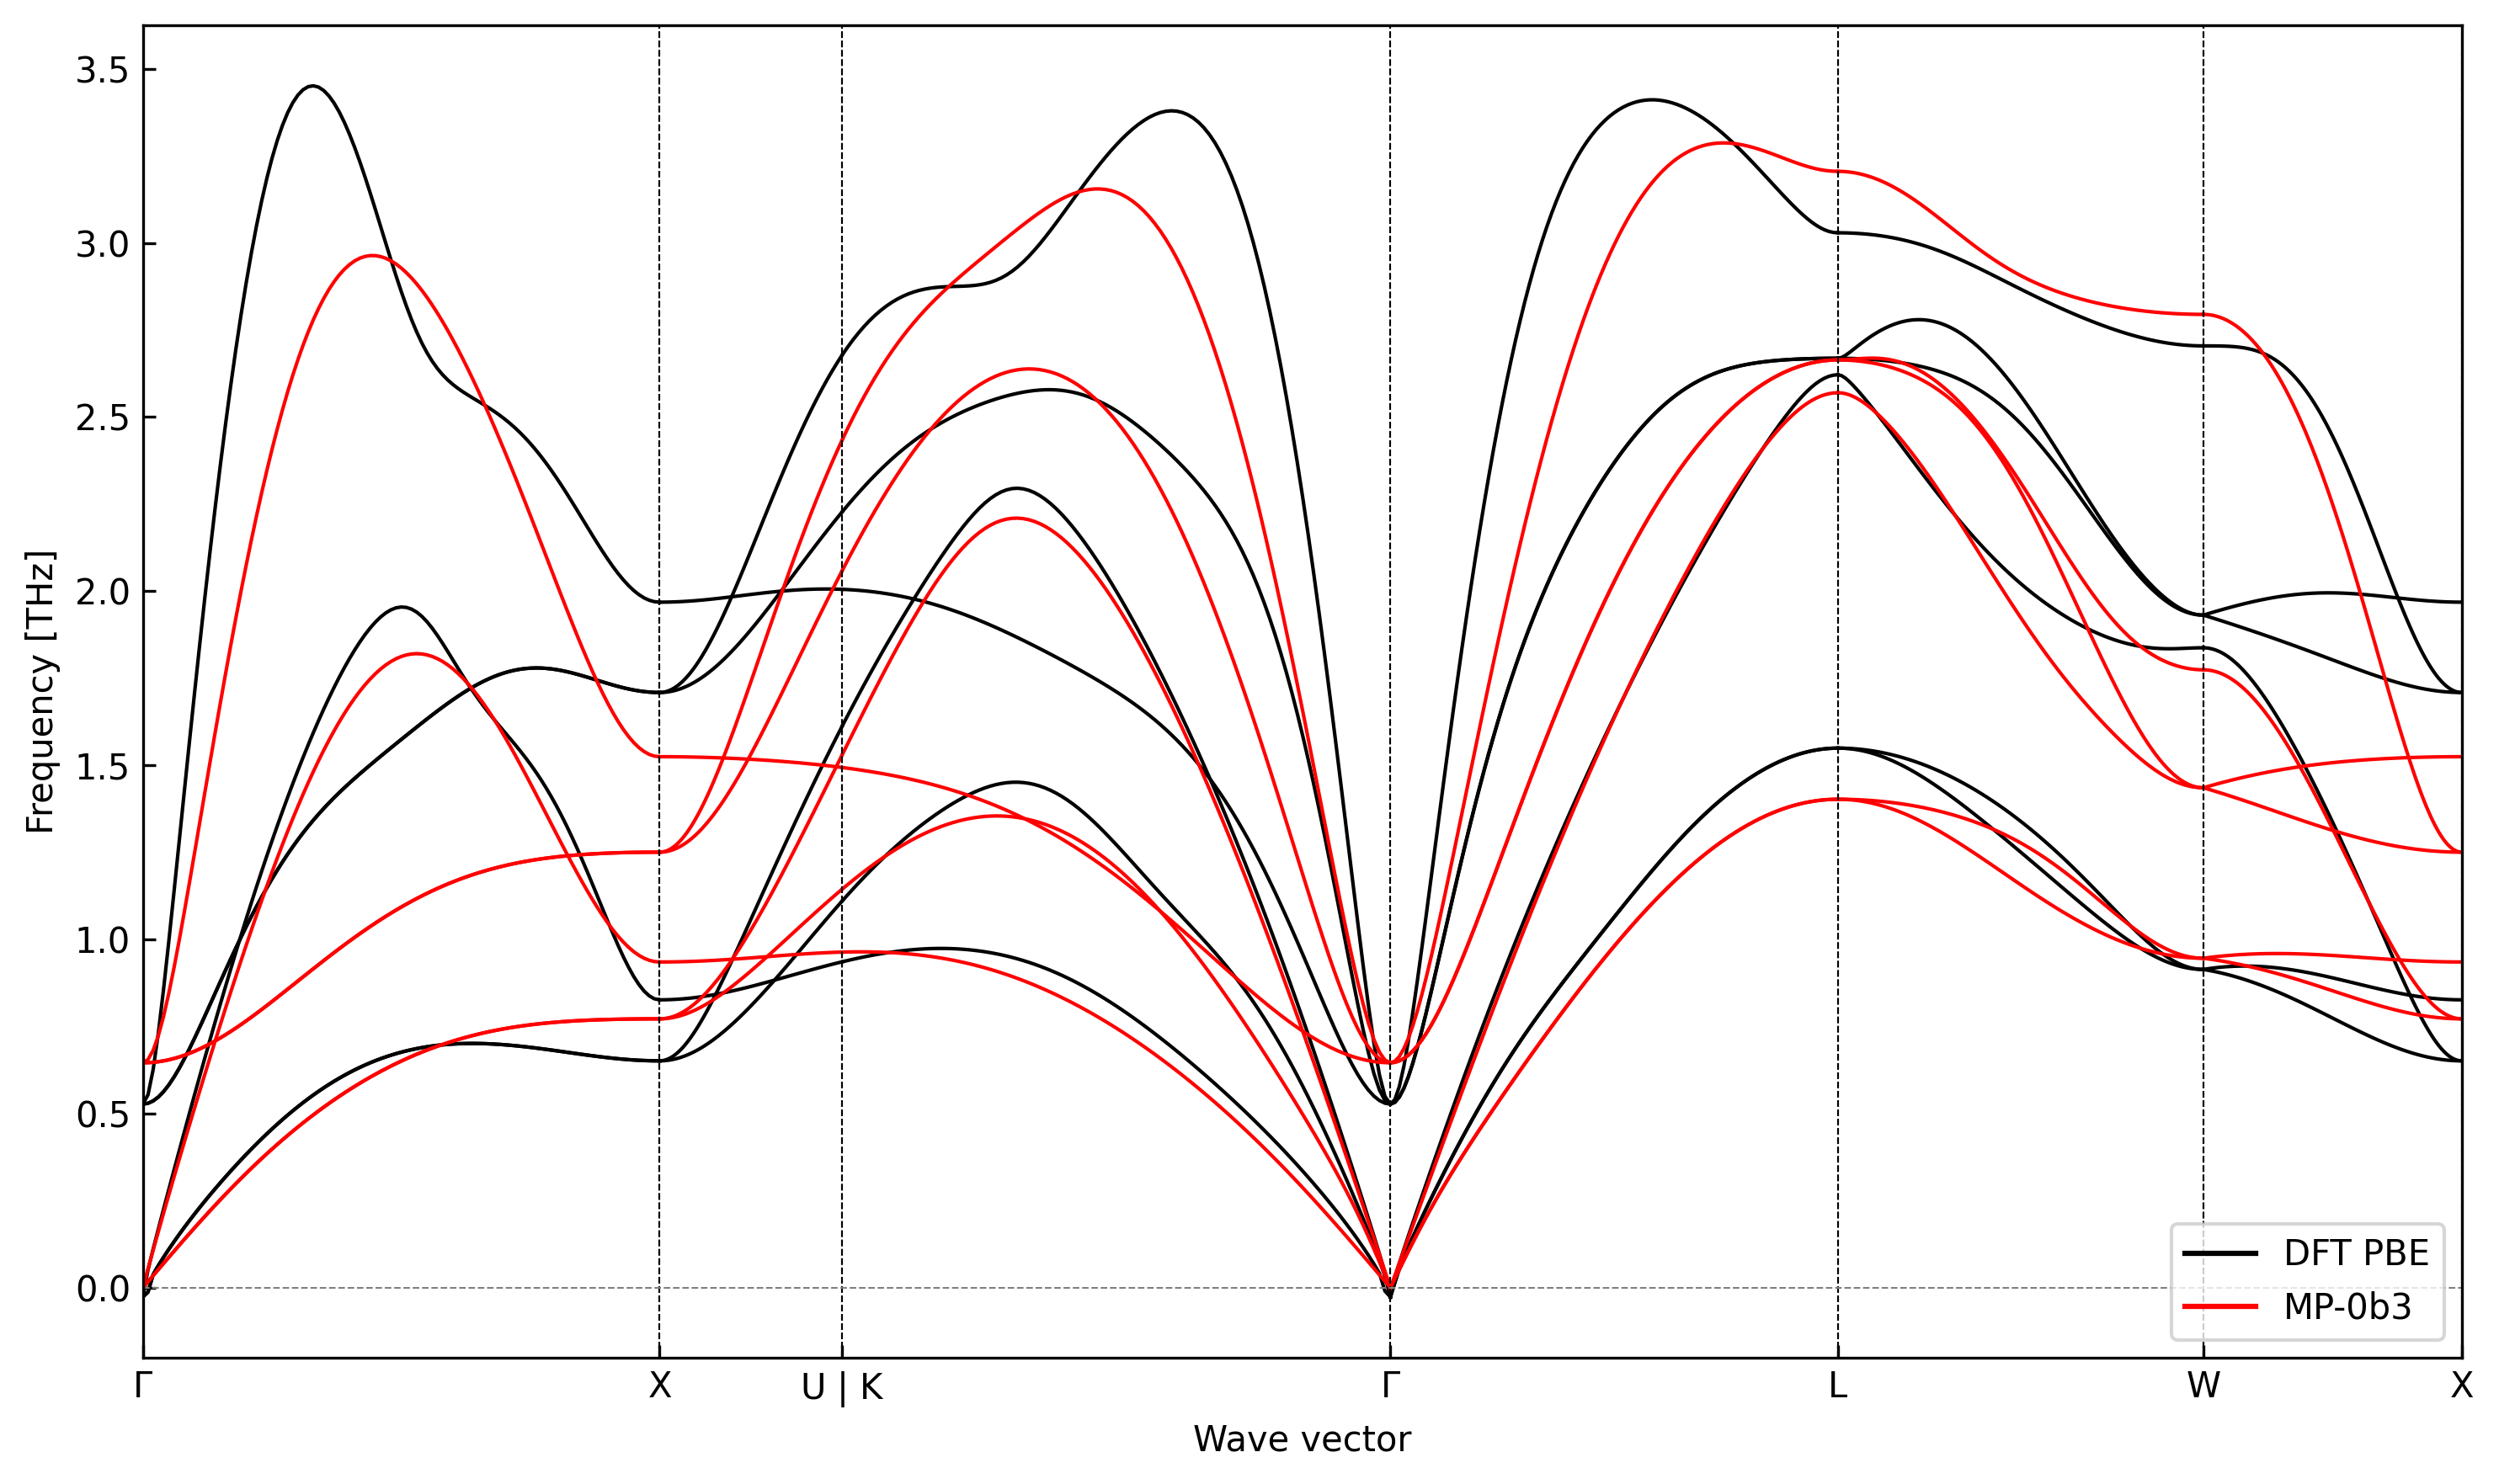 3.5
3.0
2.5
2.0
1.5
1.0
0.5
0.0
Frequency [THz]
Γ X U | K Γ L W X
Wave vector
DFT PBE
MP-0b3